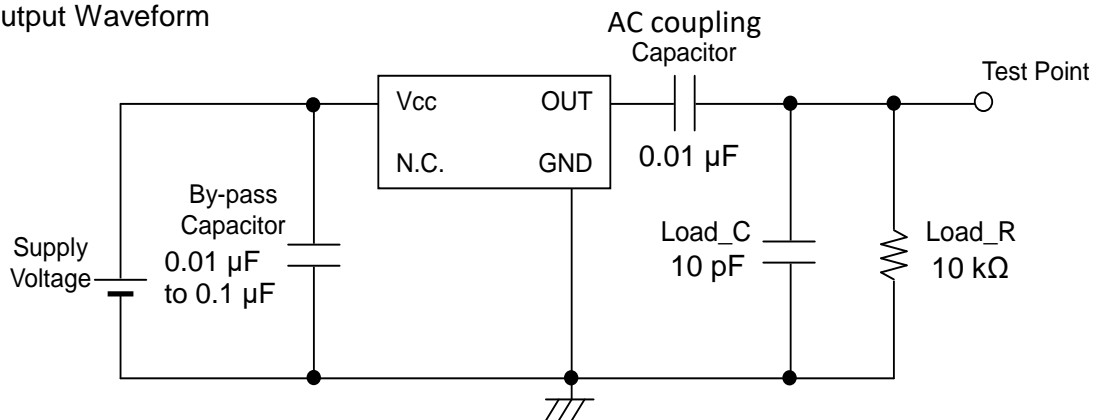 utput Waveform
AC coupling
Capacitor
Test Point
Vcc
OUT
N.C.
GND
0.01 µF
By-pass
Capacitor
0.01 µF
to 0.1 µF
Supply
Voltage
Load_C
10 pF
Load_R
10 kΩ